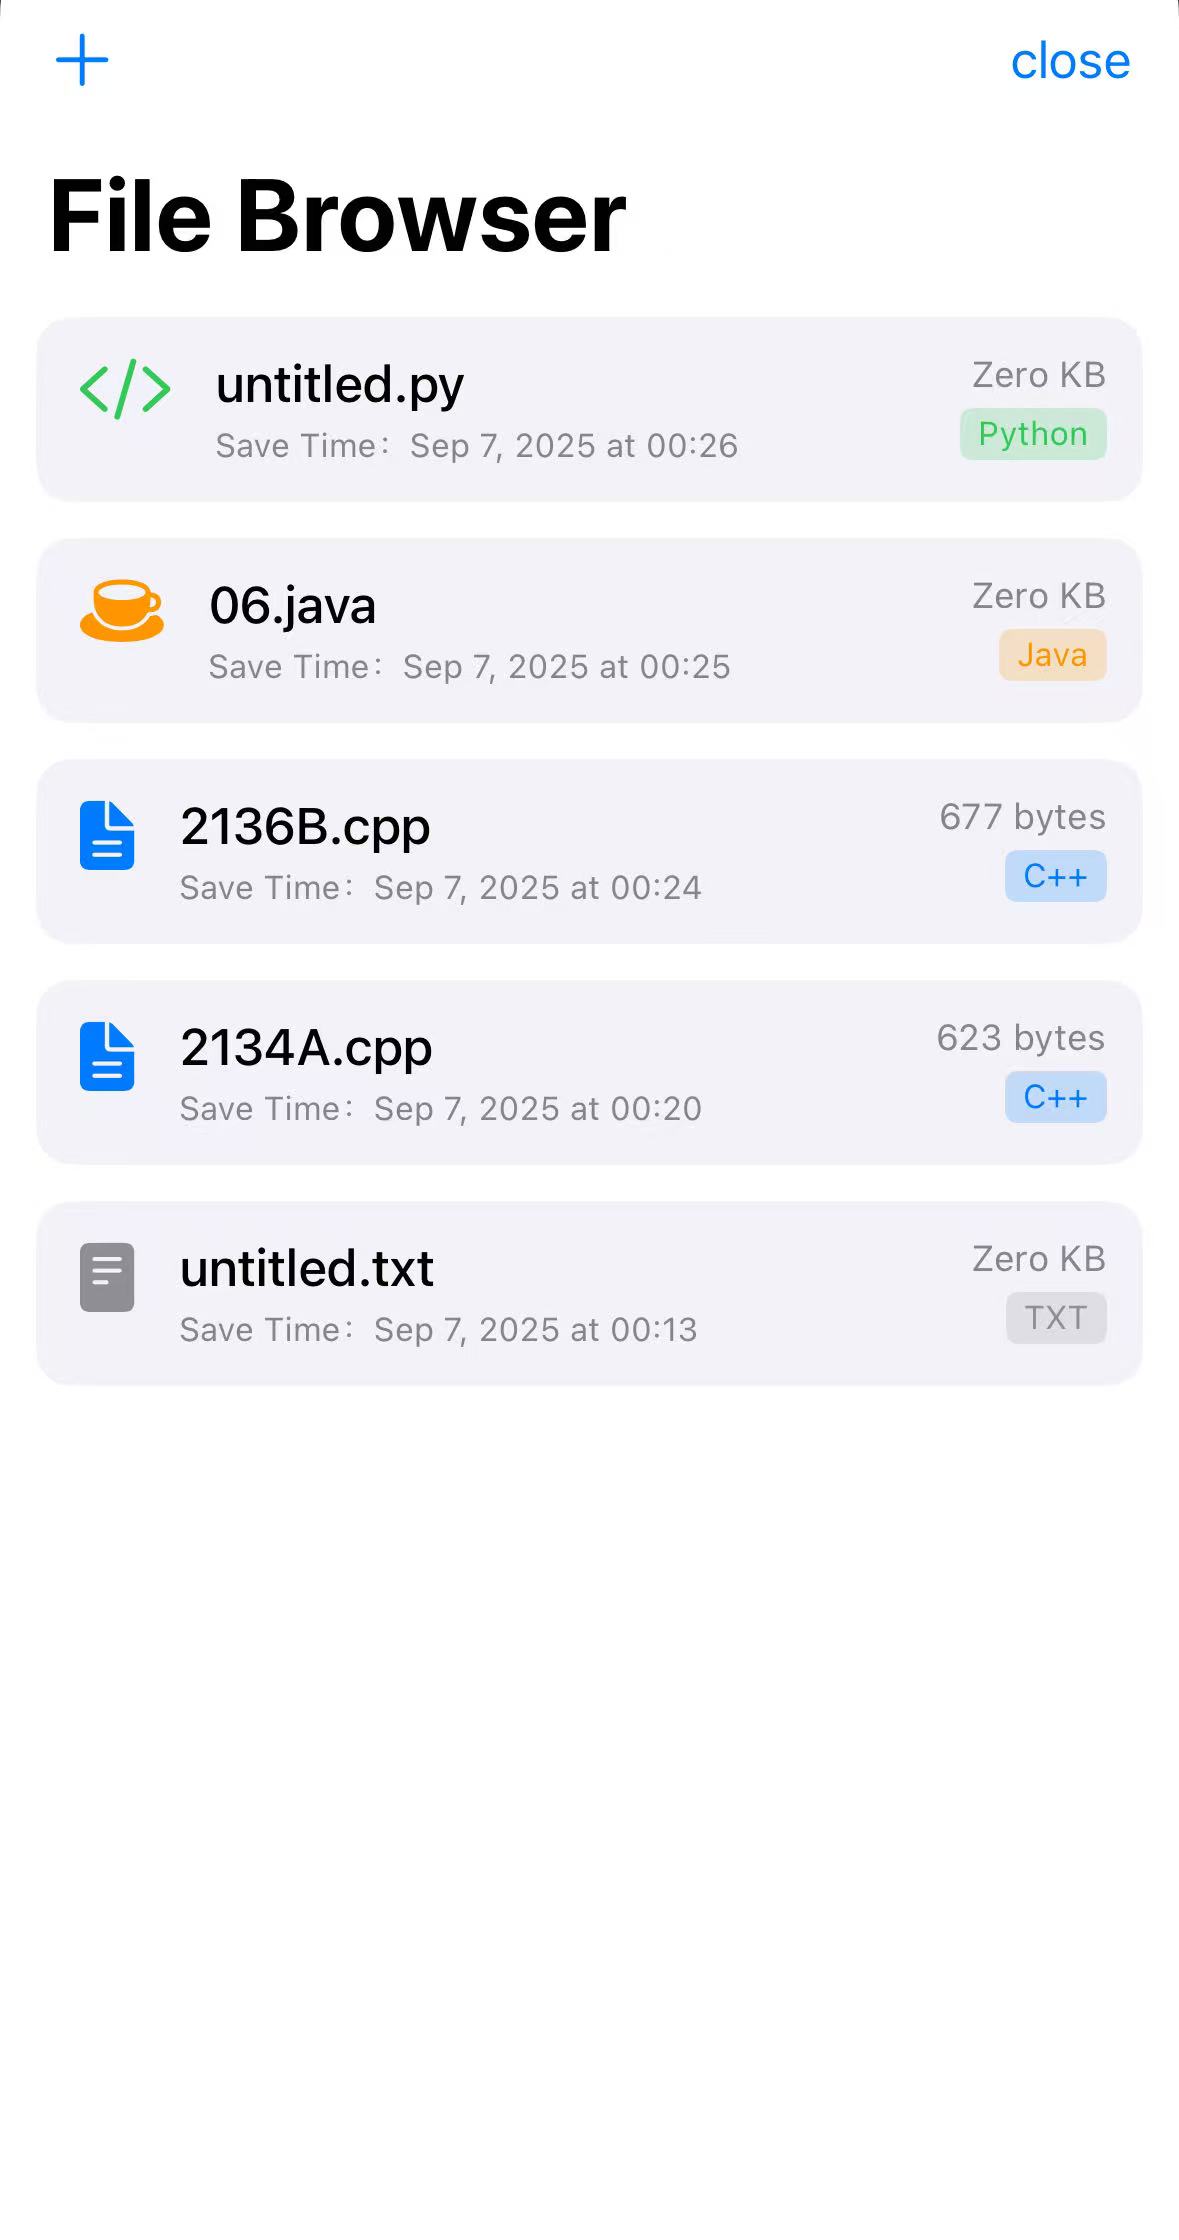 close
File Browser
untitled.py
Zero KB
Save Time： Sep 7, 2025 at 00:26
Python
06.java
Zero KB
Save Time： Sep 7, 2025 at 00:25
Java
2136B.cpp
677 bytes
Save Time： Sep 7, 2025 at 00:24
C++
2134A.cpp
623 bytes
Save Time： Sep 7, 2025 at 00:20
C++
untitled.txt
Zero KB
Save Time： Sep 7, 2025 at 00:13
TXT